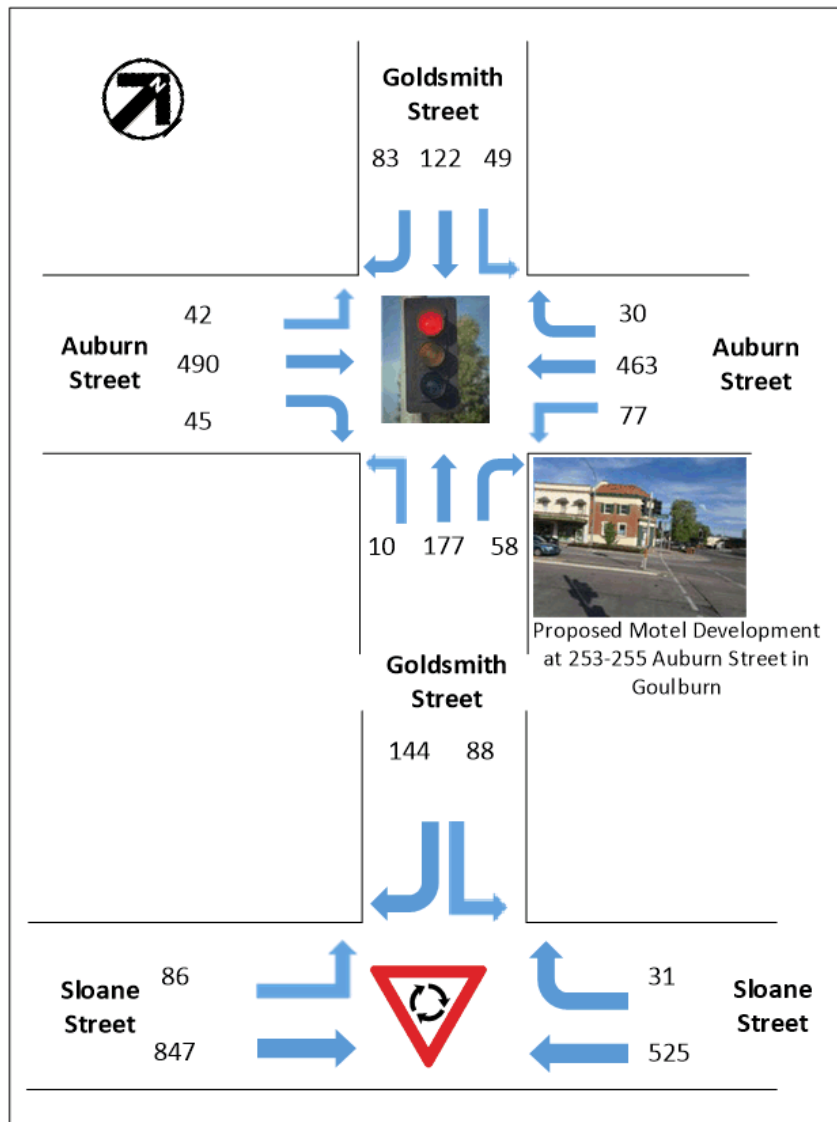 N
Goldsmith
Street
83 122 49
42
30
Auburn
Street
490
463
Auburn
Street
45
77
10 177 58
Proposed Motel Development
at 253-255 Auburn Street in
Goulburn
Goldsmith
Street
144 88
86
31
Sloane
Street
Sloane
Street
847
525